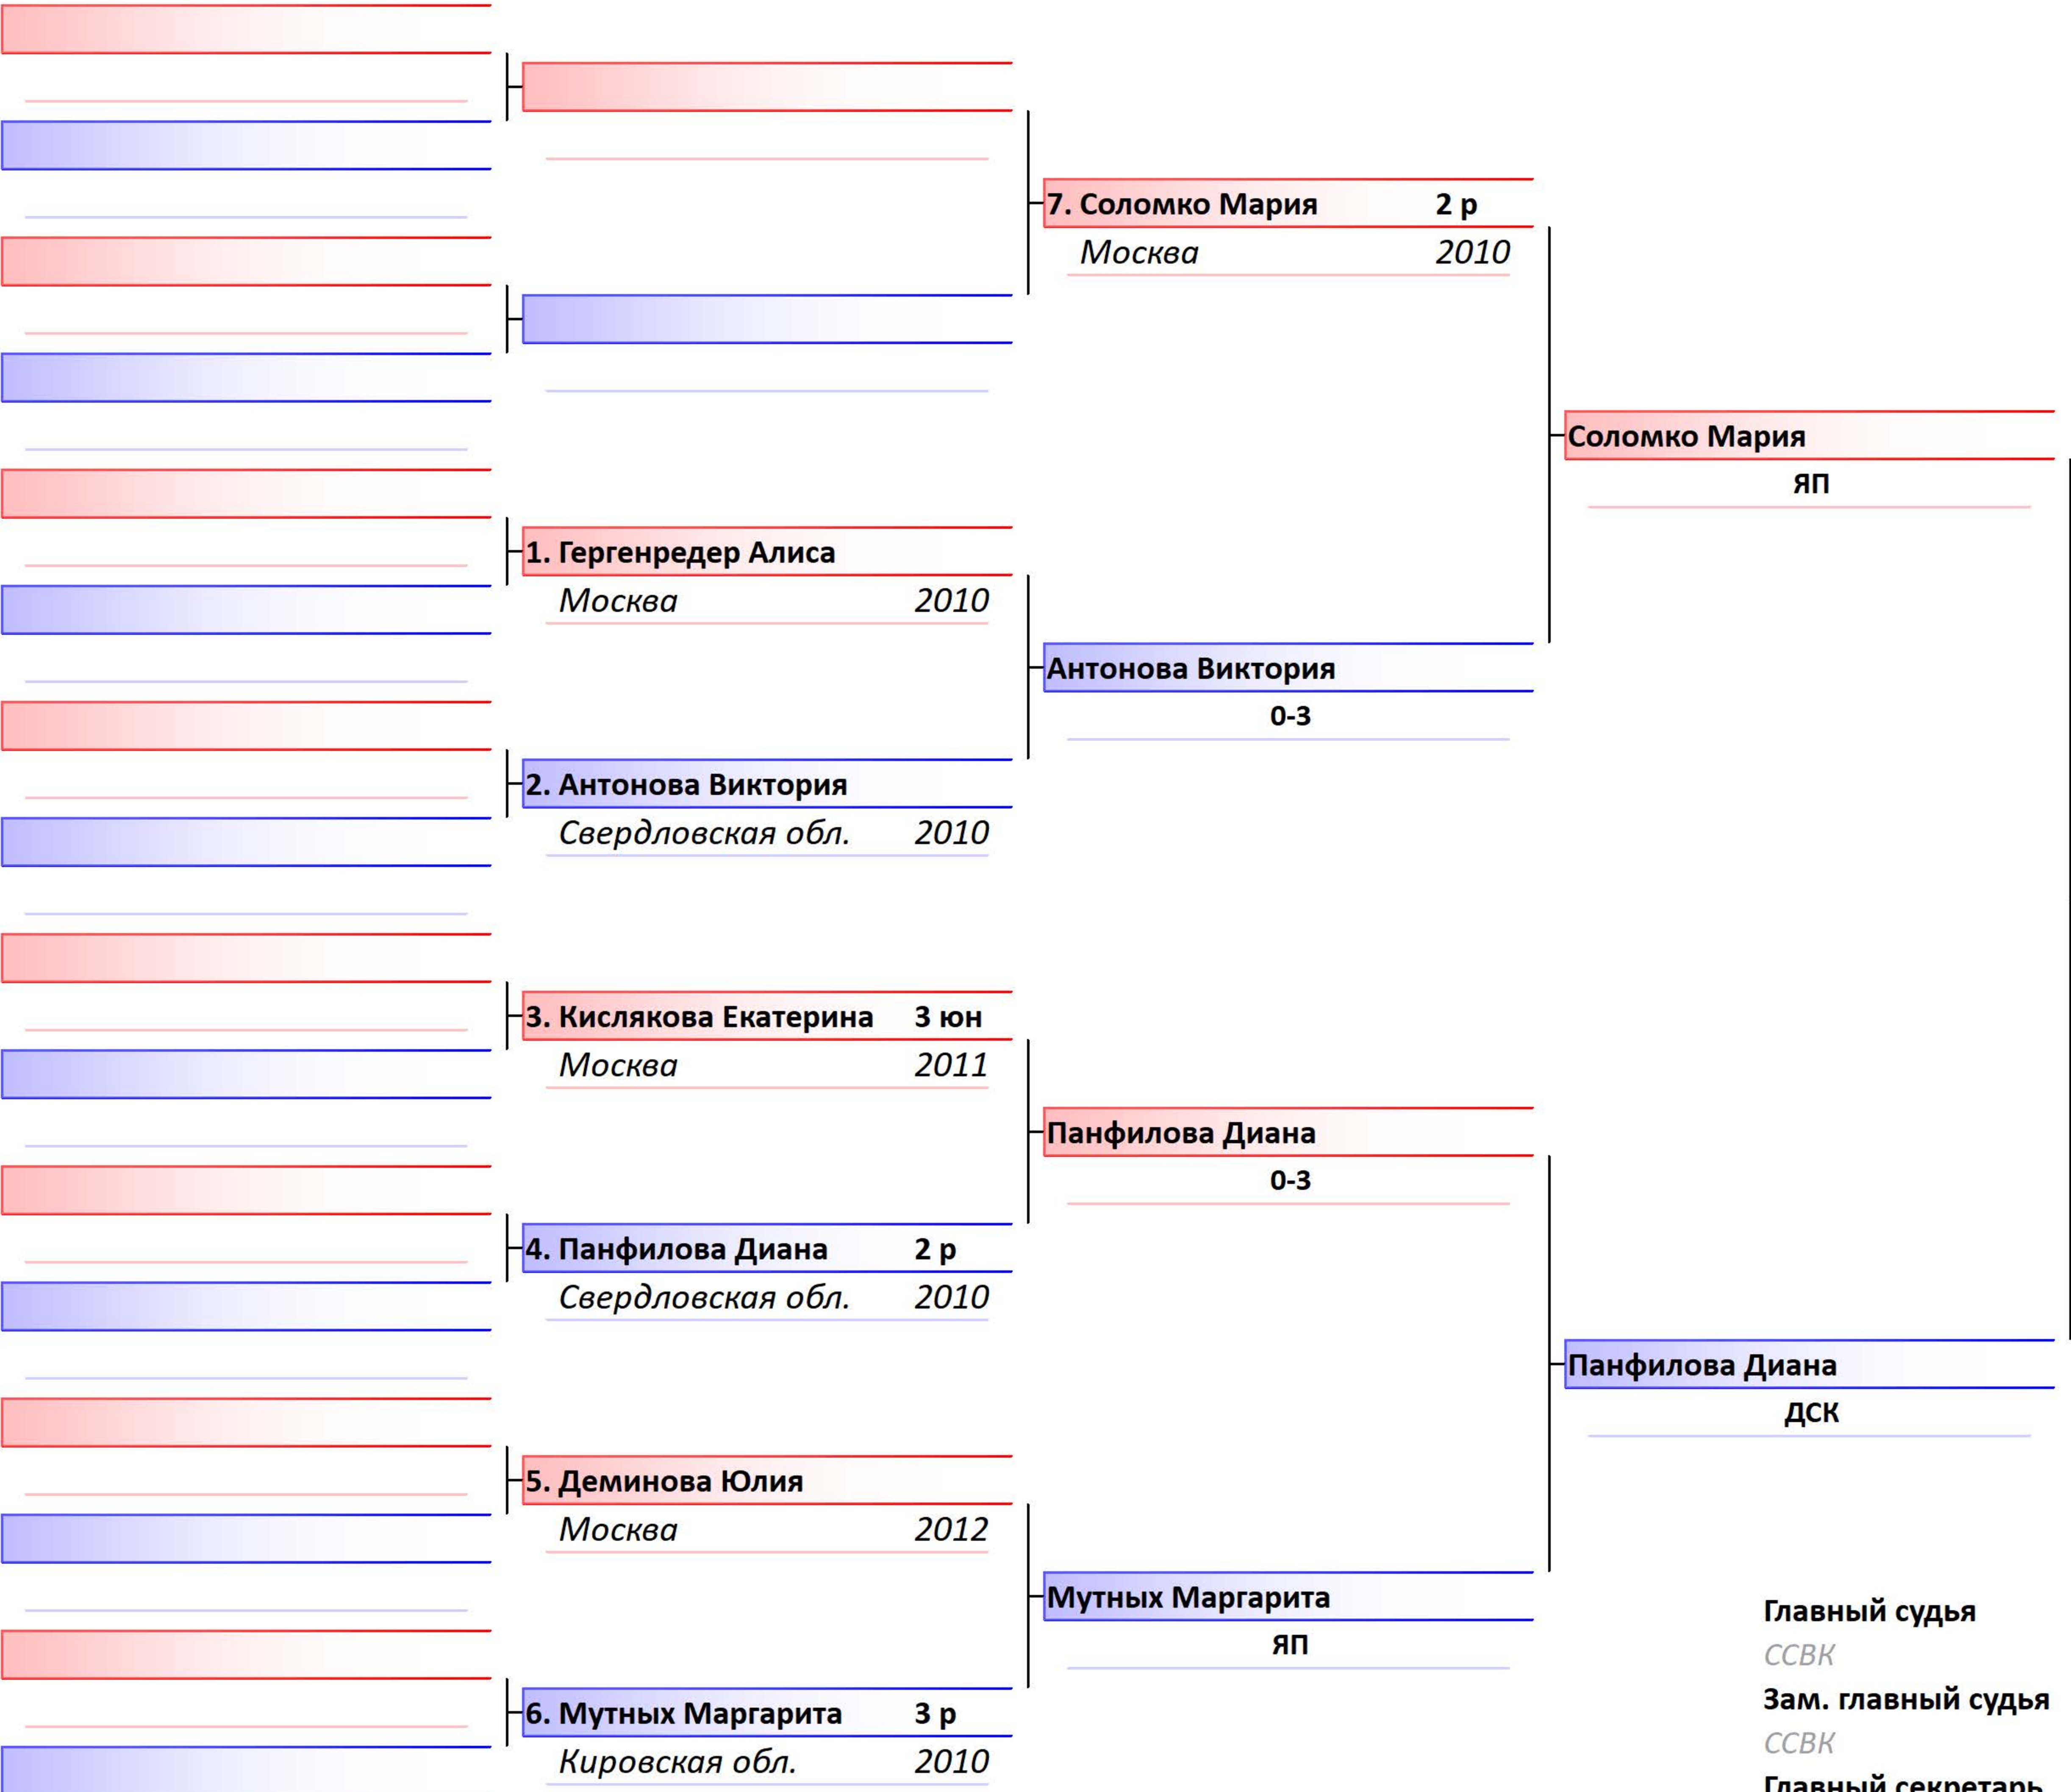 7. Соломко Мария 2 р
Москва 2010
Соломко Мария
ЯП
1. Гергенредер Алиса
Москва 2010
Антонова Виктория
0-3
2. Антонова Виктория
Свердловская обл. 2010
3. Кислякова Екатерина 3 юн
Москва 2011
Панфилова Диана
0-3
4. Панфилова Диана 2 р
Свердловская обл. 2010
Панфилова Диана
ДСК
5. Деминова Юлия
Москва 2012
Мутных Маргарита
ЯП
6. Мутных Маргарита 3 р
Кировская обл. 2010
Главный судья
ССВК
Зам. главный судья
ССВК
Главный секретарь